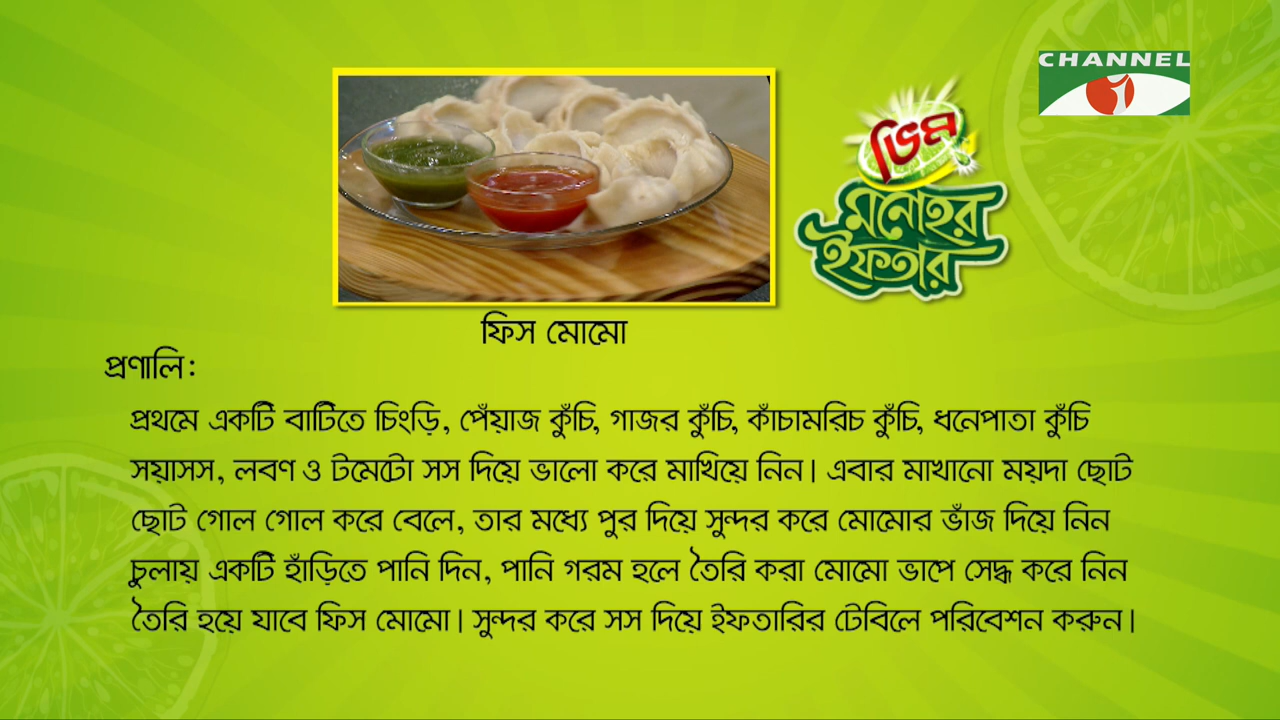 CHANNEL i
ভিম
মনোহর
ইফতার
ফিস মোমো
প্রণালি:
প্রথমে একটি বাটিতে চিংড়ি, পেঁয়াজ কুঁচি, গাজর কুঁচি, কাঁচামরিচ কুঁচি, ধনেপাতা কুঁচি
সয়াসস, লবণ ও টমেটো সস দিয়ে ভালো করে মাখিয়ে নিন। এবার মাখানো ময়দা ছোট
ছোট গোল গোল করে বেলে, তার মধ্যে পুর দিয়ে সুন্দর করে মোমোর ভাঁজ দিয়ে নিন
চুলায় একটি হাঁড়িতে পানি দিন, পানি গরম হলে তৈরি করা মোমো ভাপে সেদ্ধ করে নিন
তৈরি হয়ে যাবে ফিস মোমো। সুন্দর করে সস দিয়ে ইফতারির টেবিলে পরিবেশন করুন।